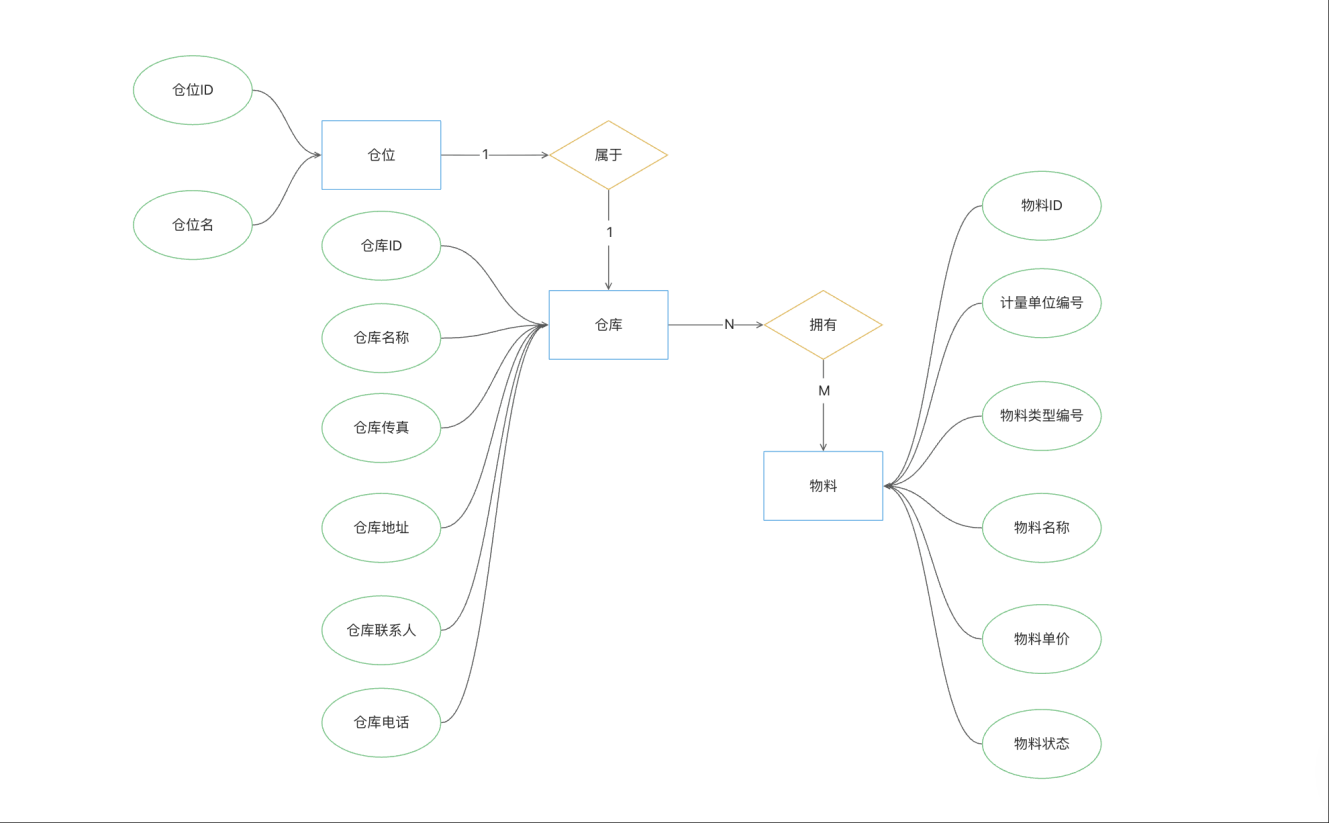 仓位ID
仓位名
仓位
1
属于
1
仓库ID
仓库名称
仓库传真
仓库地址
仓库联系人
仓库电话
仓库
N
拥有
M
物料
物料ID
计量单位编号
物料类型编号
物料名称
物料单价
物料状态